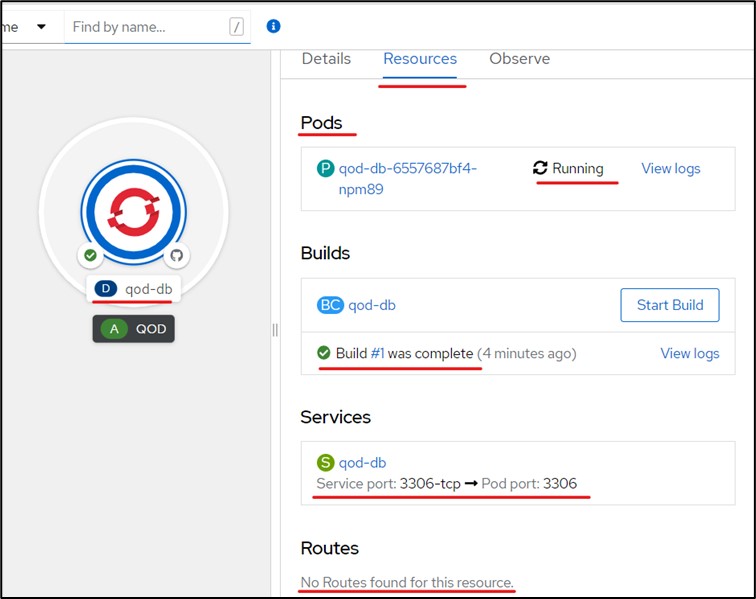 me
Find by name...
/
i
Details Resources Observe
Pods
P qod-db-6557687bf4-
npm89
Running
View logs
Builds
BC qod-db
Start Build
Build #1 was complete (4 minutes ago)
View logs
Services
S qod-db
Service port: 3306-tcp → Pod port: 3306
Routes
No Routes found for this resource.
D qod-db
A QOD